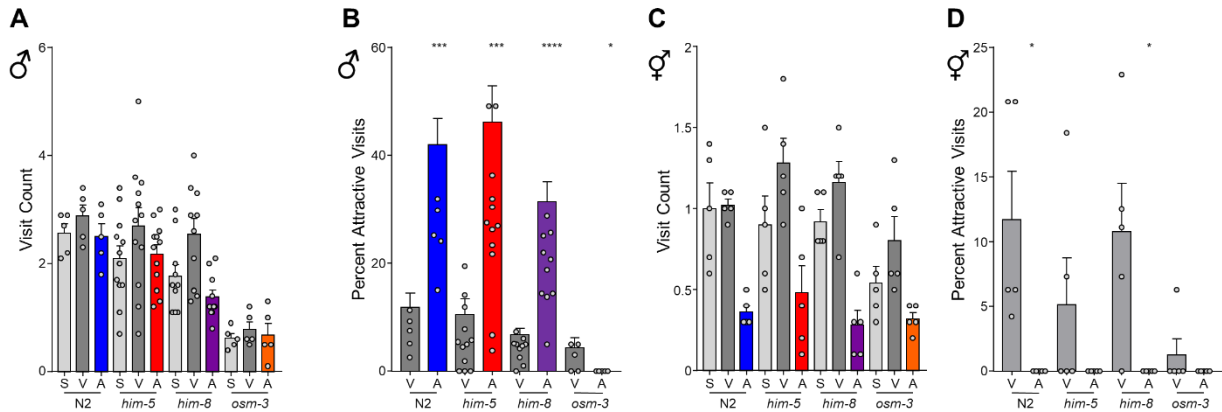 A
♂
Visit Count
6
4
2
0
S V A S V A S V A S V A
N2 him-5 him-8 osm-3
B
♂
Percent Attractive Visits
60
40
20
0
*** *** **** *
V A V A V A V A
N2 him-5 him-8 osm-3
C
⚥
Visit Count
2
1.5
1
0.5
0
S V A S V A S V A S V A
N2 him-5 him-8 osm-3
D
⚥
Percent Attractive Visits
25
20
15
10
5
0
* *
V A V A V A V A
N2 him-5 him-8 osm-3